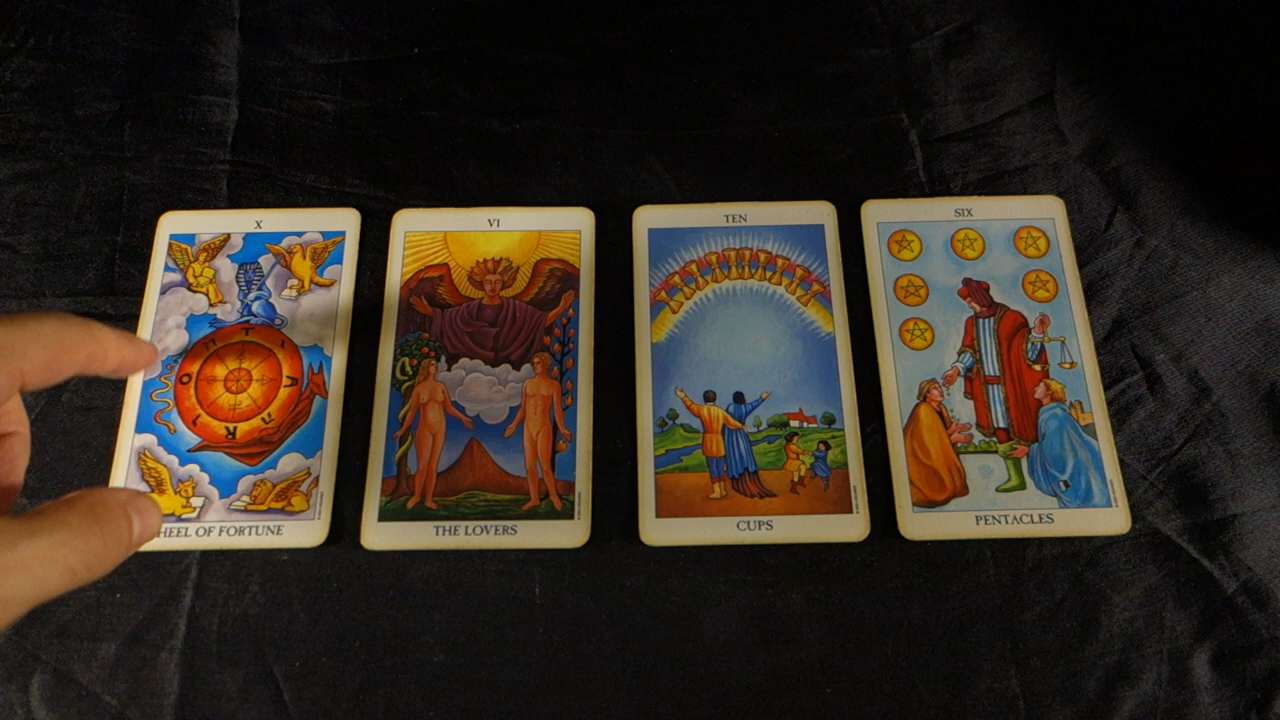 X
HEEL OF FORTUNE
VI
THE LOVERS
TEN
CUPS
SIX
PENTACLES